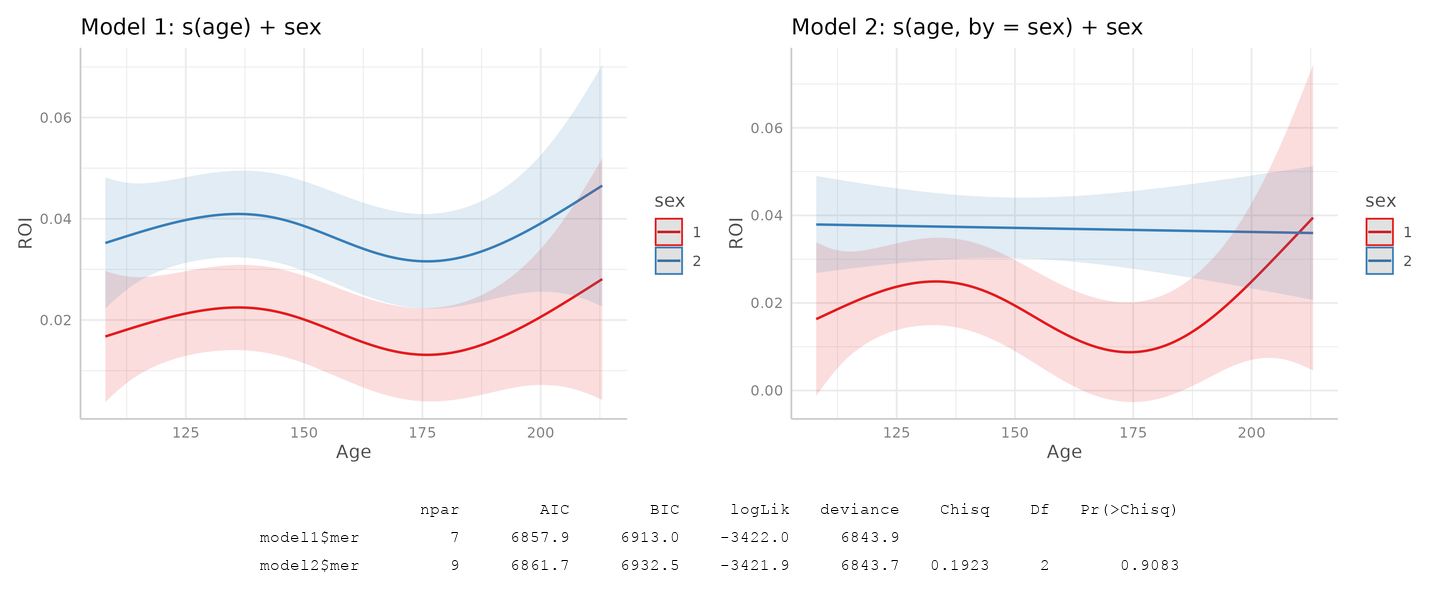 Model 1: s(age) + sex
0.06
0.04
0.02
ROI
125 150 175 200
Age
sex
1
2
Model 2: s(age, by = sex) + sex
0.06
0.04
0.02
0.00
ROI
125 150 175 200
Age
sex
1
2
npar AIC BIC logLik deviance Chisq Df Pr(>Chisq)
model1$mer 7 6857.9 6913.0 -3422.0 6843.9
model2$mer 9 6861.7 6932.5 -3421.9 6843.7 0.1923 2 0.9083